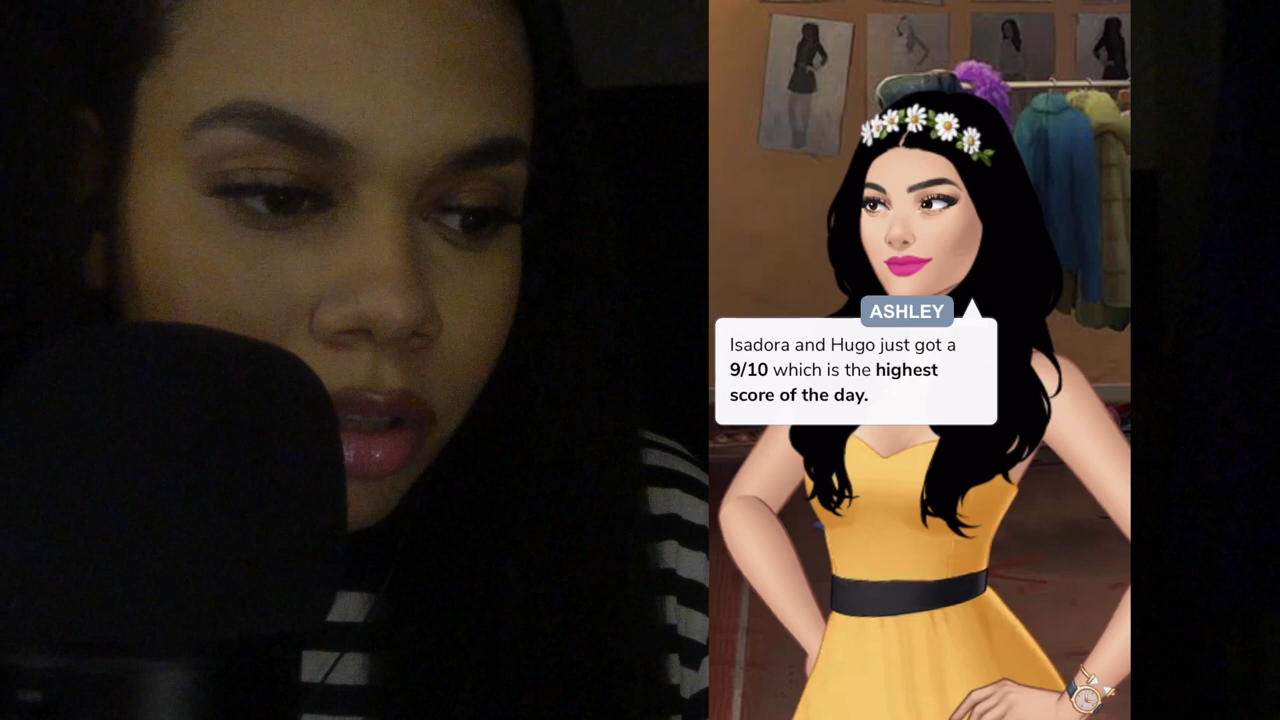 ASHLEY
Isadora and Hugo just got a
9/10 which is the highest
score of the day.